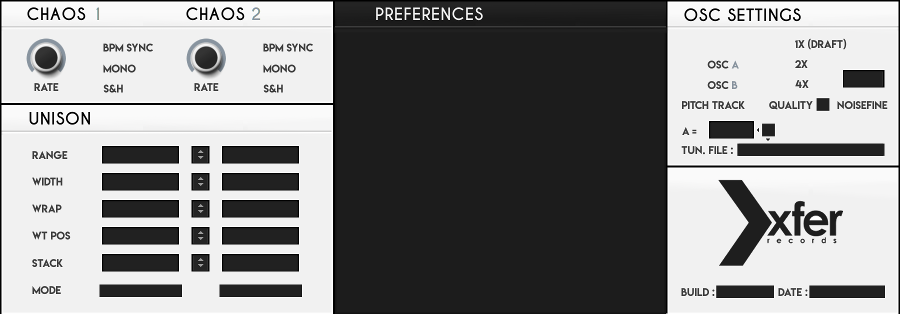 CHAOS 1
CHAOS 2
BPM SYNC
MONO
S&H
RATE
BPM SYNC
MONO
S&H
RATE
UNISON
RANGE
WIDTH
WRAP
WT POS
STACK
MODE
PREFERENCES
OSC SETTINGS
1X (DRAFT)
OSC A
2X
OSC B
4X
PITCH TRACK
QUALITY
NOISEFINE
A =
TUN. FILE :
xfer
records
BUILD :
DATE :